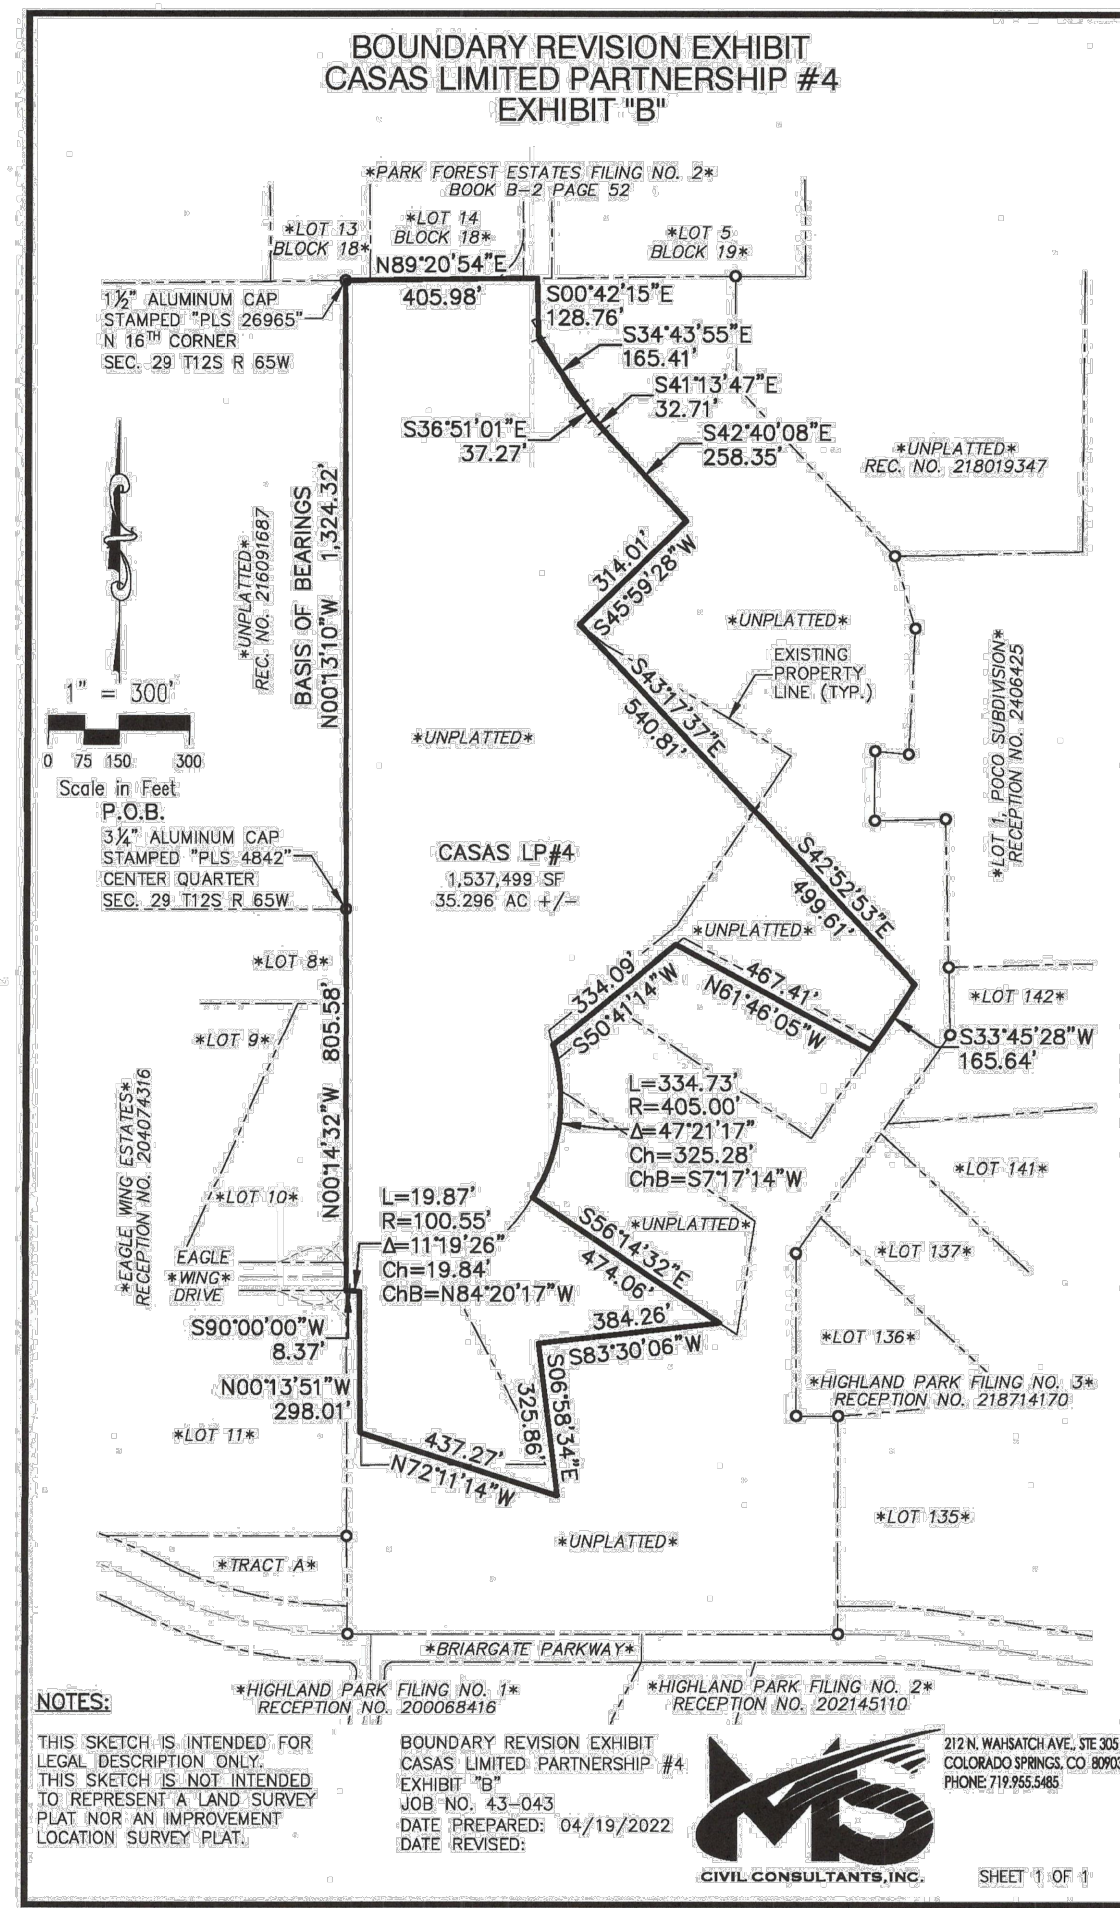 BOUNDARY REVISION EXHIBIT
CASAS LIMITED PARTNERSHIP #4
EXHIBIT "B"
*PARK FOREST ESTATES FILING NO. 2*
BOOK B-2 PAGE 52
*LOT 13
BLOCK 18*
*LOT 14
BLOCK 18*
*LOT 5
BLOCK 19*
N89°20'54"E
405.98'
1½" ALUMINUM CAP
STAMPED "PLS 26965"
N 16TH CORNER
SEC. 29 T12S R 65W
S00°42'15"E
128.76'
S34°43'55"E
165.41'
S41°13'47"E
32.71'
S36°51'01"E
37.27'
S42°40'08"E
258.35'
*UNPLATTED*
REC. NO. 218019347
BASIS OF BEARINGS
N00°13'10"W 1,324.32'
*UNPLATTED*
REC. NO. 216091687
314.01'
S45°59'28"W
*UNPLATTED*
EXISTING
PROPERTY
LINE (TYP.)
*LOT 1, POCO SUBDIVISION*
RECEPTION NO. 2406425
1" = 300'
0 75 150 300
Scale in Feet
S43°17'37"E
540.81'
*UNPLATTED*
P.O.B.
3¼" ALUMINUM CAP
STAMPED "PLS 4842"
CENTER QUARTER
SEC. 29 T12S R 65W
CASAS LP#4
1,537,499 SF
35.296 AC +/-
S42°52'53"E
499.61'
*UNPLATTED*
467.41'
N61°46'05"W
334.09'
S50°41'14"W
*LOT 8*
*LOT 9*
*LOT 142*
S33°45'28"W
165.64'
N00°14'32"W 805.58'
*EAGLE WING ESTATES*
RECEPTION NO. 204074316
L=334.73'
R=405.00'
Δ=47°21'17"
Ch=325.28'
ChB=S7°17'14"W
*LOT 141*
*LOT 10*
L=19.87'
R=100.55'
Δ=11°19'26"
Ch=19.84'
ChB=N84°20'17"W
*UNPLATTED*
S56°14'32"E
474.06'
*LOT 137*
EAGLE
*WING*
DRIVE
384.26'
S83°30'06"W
S90°00'00"W
8.37'
*LOT 136*
N00°13'51"W
298.01'
S06°58'34"E
325.86'
*HIGHLAND PARK FILING NO. 3*
RECEPTION NO. 218714170
*LOT 11*
437.27'
N72°11'14"W
*LOT 135*
*UNPLATTED*
*TRACT A*
*BRIARGATE PARKWAY*
*HIGHLAND PARK FILING NO. 1*
RECEPTION NO. 200068416
*HIGHLAND PARK FILING NO. 2*
RECEPTION NO. 202145110
NOTES:
THIS SKETCH IS INTENDED FOR
LEGAL DESCRIPTION ONLY.
THIS SKETCH IS NOT INTENDED
TO REPRESENT A LAND SURVEY
PLAT NOR AN IMPROVEMENT
LOCATION SURVEY PLAT.
BOUNDARY REVISION EXHIBIT
CASAS LIMITED PARTNERSHIP #4
EXHIBIT "B"
JOB NO. 43-043
DATE PREPARED: 04/19/2022
DATE REVISED:
MS
CIVIL CONSULTANTS, INC.
212 N. WAHSATCH AVE., STE 305
COLORADO SPRINGS, CO 80903
PHONE: 719.955.5485
SHEET 1 OF 1